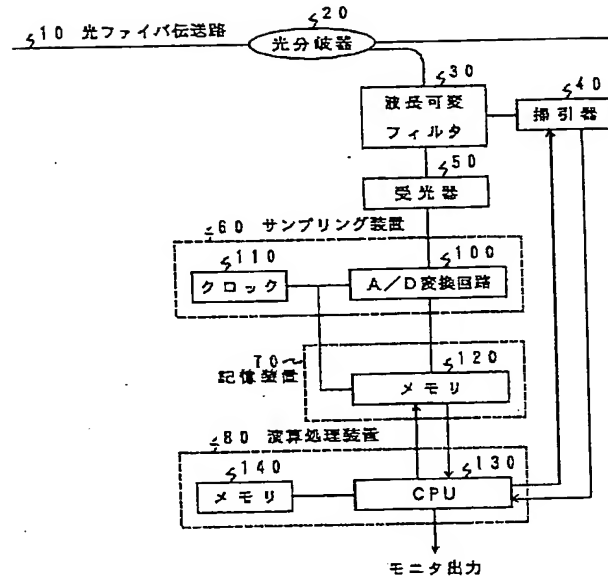 20
10 光ファイバ伝送路
光分岐器
30
40
波長可変
フィルタ
掃引器
50
受光器
60 サンプリング装置
110
100
クロック
A/D変換回路
70
記憶装置
120
メモリ
80 演算処理装置
140
130
メモリ
CPU
モニタ出力